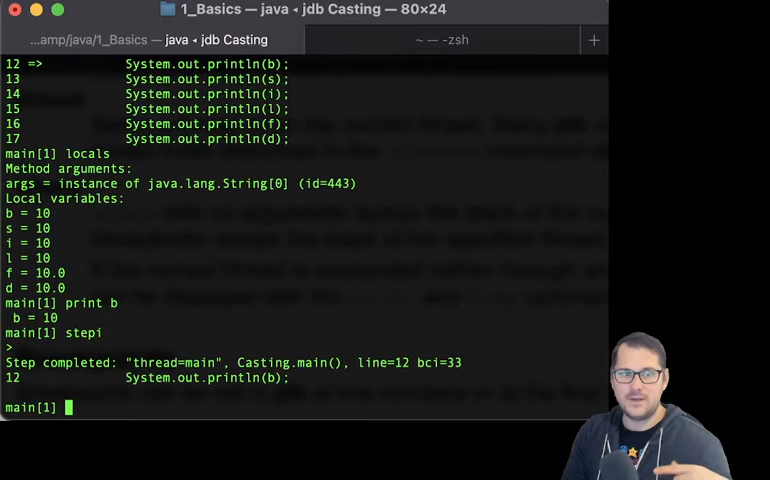 1_Basics — java ◂ jdb Casting — 80×24
...amp/java/1_Basics — java ◂ jdb Casting
~ — -zsh
+
12 => System.out.println(b);
13 System.out.println(s);
14 System.out.println(i);
15 System.out.println(l);
16 System.out.println(f);
17 System.out.println(d);
main[1] locals
Method arguments:
args = instance of java.lang.String[0] (id=443)
Local variables:
b = 10
s = 10
i = 10
l = 10
f = 10.0
d = 10.0
main[1] print b
b = 10
main[1] stepi
>
Step completed: "thread=main", Casting.main(), line=12 bci=33
12 System.out.println(b);
main[1]